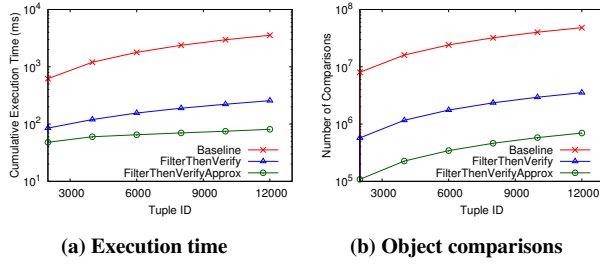 10^4
10^3
10^2
10^1
Cumulative Execution Time (ms)
3000 6000 9000 12000
Tuple ID
Baseline
FilterThenVerify
FilterThenVerifyApprox
(a) Execution time
10^8
10^7
10^6
10^5
Number of Comparisons
3000 6000 9000 12000
Tuple ID
Baseline
FilterThenVerify
FilterThenVerifyApprox
(b) Object comparisons